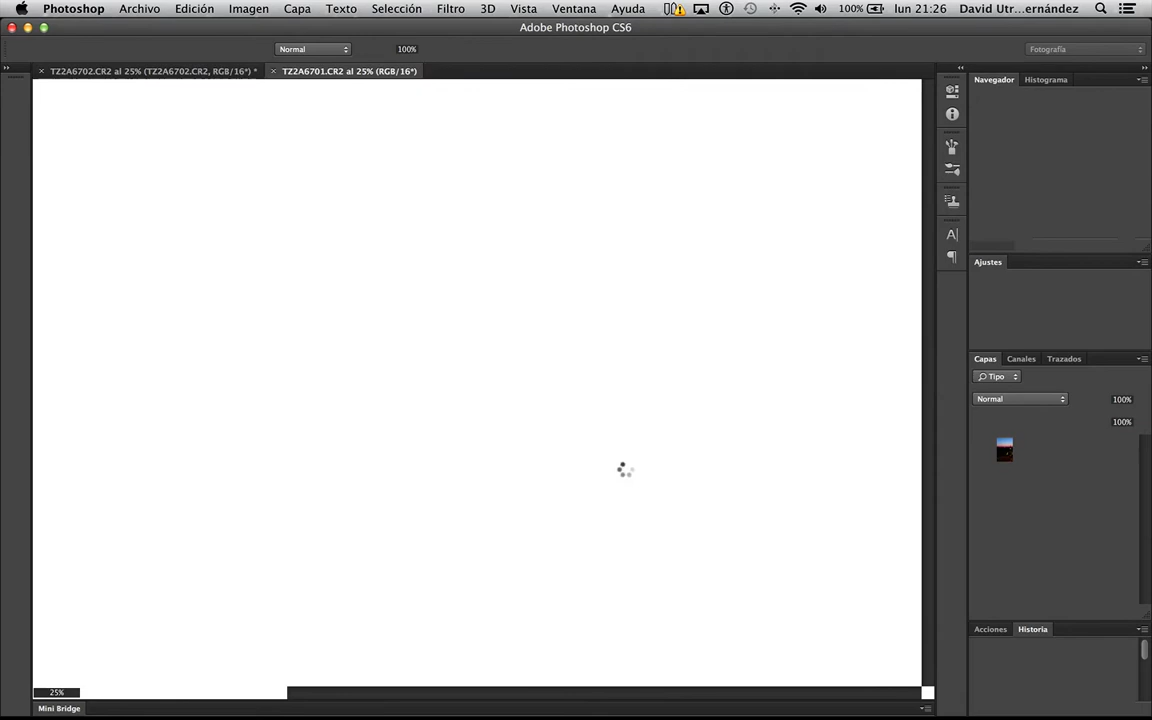 Photoshop Archivo Edición Imagen Capa Texto Selección Filtro 3D Vista Ventana Ayuda 100% lun 21:26 David Utr...ernández
Adobe Photoshop CS6
Normal 100% Fotografía
TZ2A6702.CR2 al 25% (TZ2A6702.CR2, RGB/16*) * TZ2A6701.CR2 al 25% (RGB/16*)
Navegador Histograma
Ajustes
Capas Canales Trazados
Tipo
Normal 100%
100%
Acciones Historia
25%
Mini Bridge